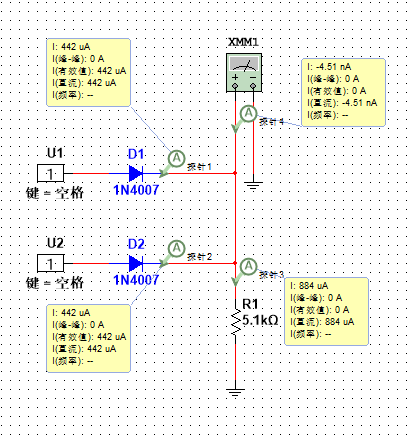 I: 442 uA
I(峰-峰): 0 A
I(有效值): 442 uA
I(直流): 442 uA
I(频率): --
XMM1
I: -4.51 nA
I(峰-峰): 0 A
I(有效值): 0 A
I(直流): -4.51 nA
I(频率): --
A
探针4
A
U1
D1
探针1
1
1N4007
键 = 空格
U2
D2
A
探针2
1
1N4007
键 = 空格
A
探针3
I: 884 uA
I(峰-峰): 0 A
I(有效值): 0 A
I(直流): 884 uA
I(频率): --
R1
5.1kΩ
I: 442 uA
I(峰-峰): 0 A
I(有效值): 442 uA
I(直流): 442 uA
I(频率): --